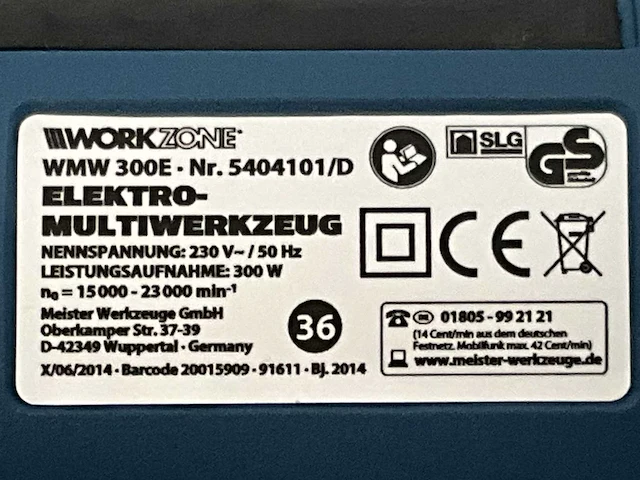 WORKZONE
WMW 300E · Nr. 5404101/D
ELEKTRO-
MULTIWERKZEUG
NENNSPANNUNG: 230 V~ / 50 Hz
LEISTUNGSAUFNAHME: 300 W
n₀ = 15 000 - 23 000 min⁻¹
Meister Werkzeuge GmbH
Oberkamper Str. 37-39
D-42349 Wuppertal · Germany
X/06/2014 · Barcode 20015909 · 91611 · Bj. 2014
36
SLG
GS
CE
01805 - 99 21 21
(14 Cent/min aus dem deutschen
Festnetz, Mobilfunk max. 42 Cent/min)
www.meister-werkzeuge.de